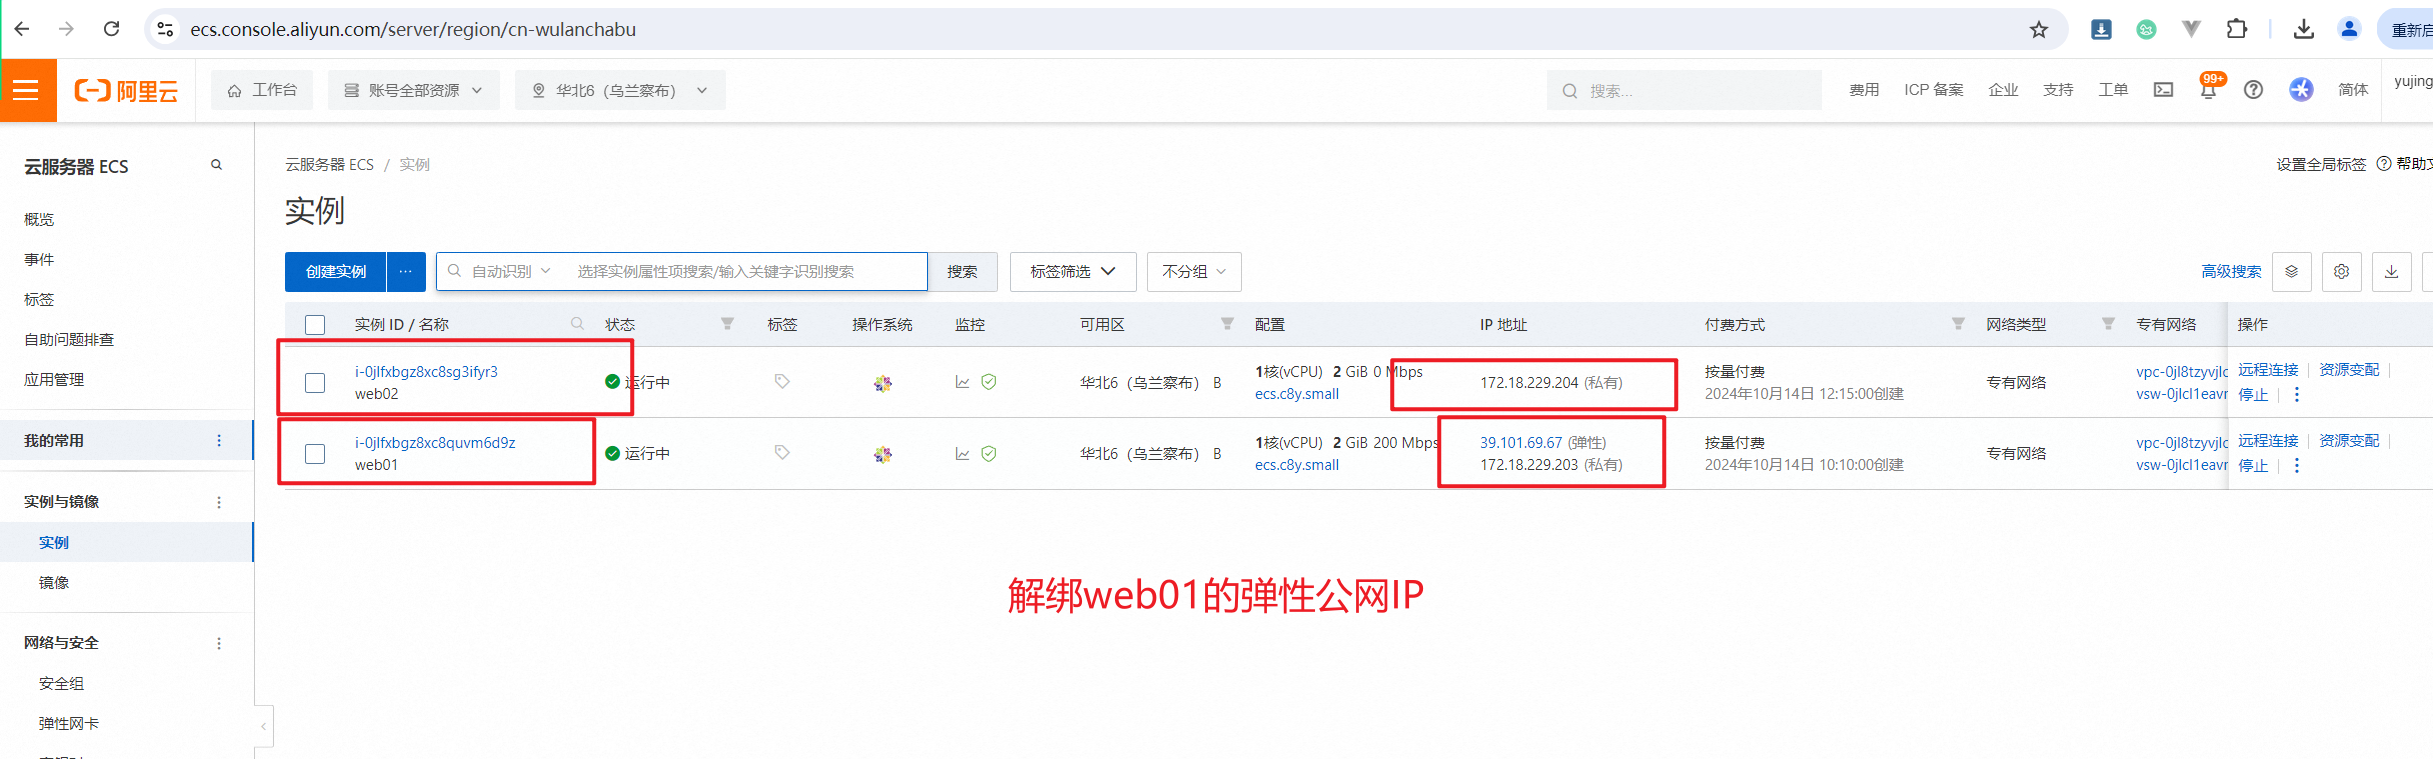 ecs.console.aliyun.com/server/region/cn-wulanchabu
重新启
阿里云 工作台 账号全部资源 华北6（乌兰察布） 搜索... 费用 ICP 备案 企业 支持 工单 99+ 简体 yujing
云服务器 ECS
概览
事件
标签
自助问题排查
应用管理
我的常用
实例与镜像
实例
镜像
网络与安全
安全组
弹性网卡
云服务器 ECS / 实例
设置全局标签 帮助文
实例
创建实例 ... 自动识别 选择实例属性项搜索/输入关键字识别搜索 搜索 标签筛选 不分组 高级搜索
实例 ID / 名称 状态 标签 操作系统 监控 可用区 配置 IP 地址 付费方式 网络类型 专有网络 操作
i-0jlfxbgz8xc8sg3ifyr3
web02
运行中
华北6（乌兰察布） B
1核(vCPU) 2 GiB 0 Mbps
ecs.c8y.small
172.18.229.204 (私有)
按量付费
2024年10月14日 12:15:00创建
专有网络
vpc-0jl8tzyvjlc
vsw-0jlcl1eavr
远程连接 资源变配
停止
i-0jlfxbgz8xc8quvm6d9z
web01
运行中
华北6（乌兰察布） B
1核(vCPU) 2 GiB 200 Mbps
ecs.c8y.small
39.101.69.67 (弹性)
172.18.229.203 (私有)
按量付费
2024年10月14日 10:10:00创建
专有网络
vpc-0jl8tzyvjlc
vsw-0jlcl1eavr
远程连接 资源变配
停止
解绑web01的弹性公网IP